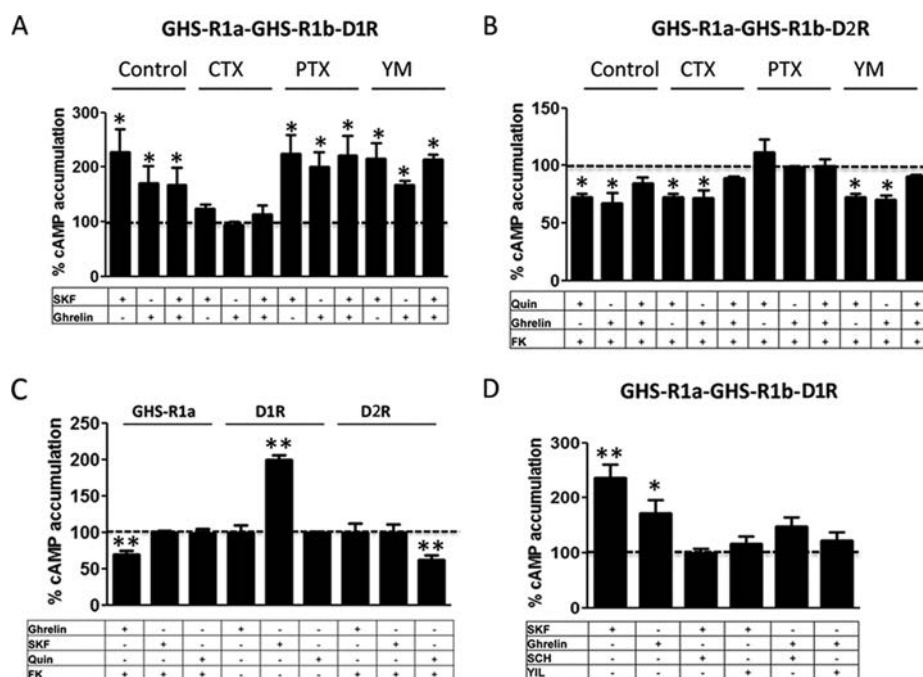 A
GHS-R1a-GHS-R1b-D1R
Control CTX PTX YM
% cAMP accumulation
300
200
100
0
* * * * * * * * *
SKF + - + + - + + - + + - +
Ghrelin - + + - + + - + + - + +
B
GHS-R1a-GHS-R1b-D2R
Control CTX PTX YM
% cAMP accumulation
150
100
50
0
* * * * * *
Quin + - + + - + + - + + - +
Ghrelin - + + - + + - + + - + +
FK + + + + + + + + + + + +
C
GHS-R1a D1R D2R
% cAMP accumulation
250
200
150
100
50
0
** ** **
Ghrelin + - - + - - + - -
SKF - + - - + - - + -
Quin - - + - - + - - +
FK + + + - - - + + +
D
GHS-R1a-GHS-R1b-D1R
% cAMP accumulation
300
200
100
0
** *
SKF + - + + - -
Ghrelin - + - - + +
SCH - - + - + -
YIL - - - + - +